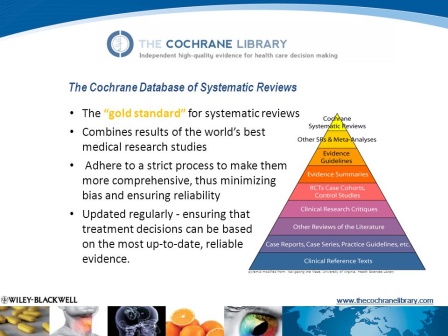 THE COCHRANE LIBRARY
Independent high-quality evidence for health care decision making
The Cochrane Database of Systematic Reviews
• The “gold standard” for systematic reviews
• Combines results of the world’s best
medical research studies
• Adhere to a strict process to make them
more comprehensive, thus minimizing
bias and ensuring reliability
• Updated regularly - ensuring that
treatment decisions can be based
on the most up-to-date, reliable
evidence.
Cochrane
Systematic Reviews
Other SRs & Meta-Analyses
Evidence
Guidelines
Evidence Summaries
RCTs Case Cohorts,
Control Studies
Clinical Research Critiques
Other Reviews of the Literature
Case Reports, Case Series, Practice Guidelines, etc.
Clinical Reference Texts
WILEY-BLACKWELL
www.thecochranelibrary.com